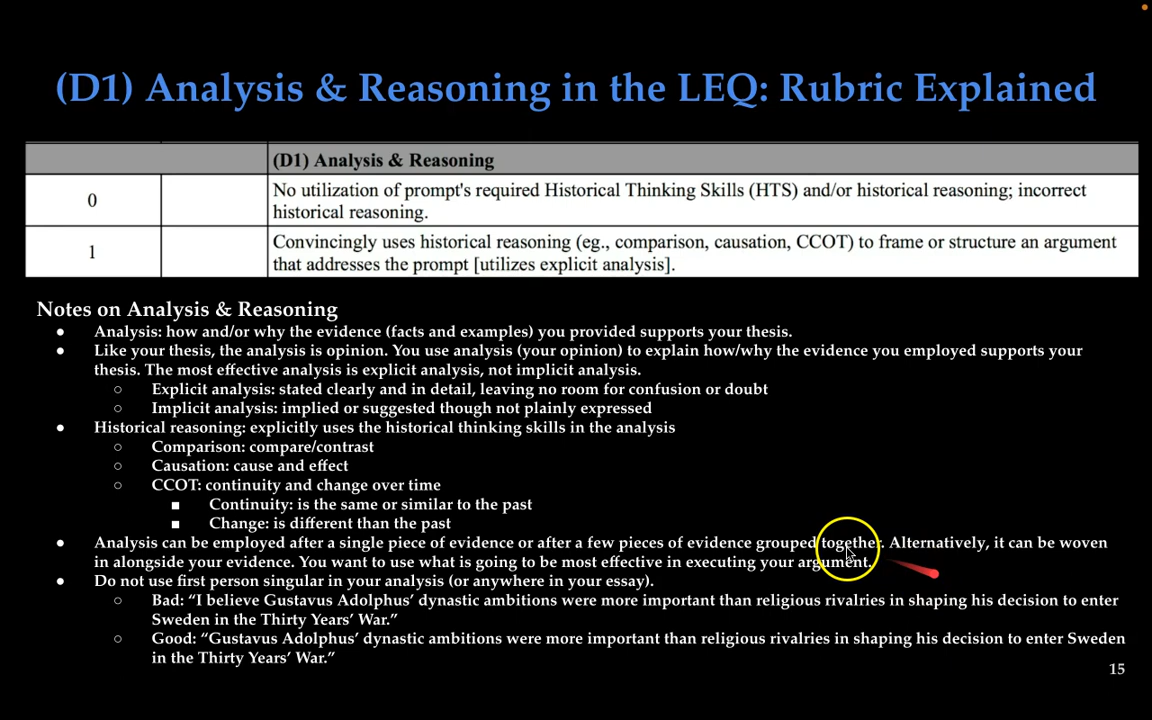 (D1) Analysis & Reasoning in the LEQ: Rubric Explained
(D1) Analysis & Reasoning
0
No utilization of prompt's required Historical Thinking Skills (HTS) and/or historical reasoning; incorrect
historical reasoning.
1
Convincingly uses historical reasoning (eg., comparison, causation, CCOT) to frame or structure an argument
that addresses the prompt [utilizes explicit analysis].
Notes on Analysis & Reasoning
● Analysis: how and/or why the evidence (facts and examples) you provided supports your thesis.
● Like your thesis, the analysis is opinion. You use analysis (your opinion) to explain how/why the evidence you employed supports your
thesis. The most effective analysis is explicit analysis, not implicit analysis.
○ Explicit analysis: stated clearly and in detail, leaving no room for confusion or doubt
○ Implicit analysis: implied or suggested though not plainly expressed
● Historical reasoning: explicitly uses the historical thinking skills in the analysis
○ Comparison: compare/contrast
○ Causation: cause and effect
○ CCOT: continuity and change over time
■ Continuity: is the same or similar to the past
■ Change: is different than the past
● Analysis can be employed after a single piece of evidence or after a few pieces of evidence grouped together. Alternatively, it can be woven
in alongside your evidence. You want to use what is going to be most effective in executing your argument.
● Do not use first person singular in your analysis (or anywhere in your essay).
○ Bad: “I believe Gustavus Adolphus’ dynastic ambitions were more important than religious rivalries in shaping his decision to enter
Sweden in the Thirty Years’ War.”
○ Good: “Gustavus Adolphus’ dynastic ambitions were more important than religious rivalries in shaping his decision to enter Sweden
in the Thirty Years’ War.”
15